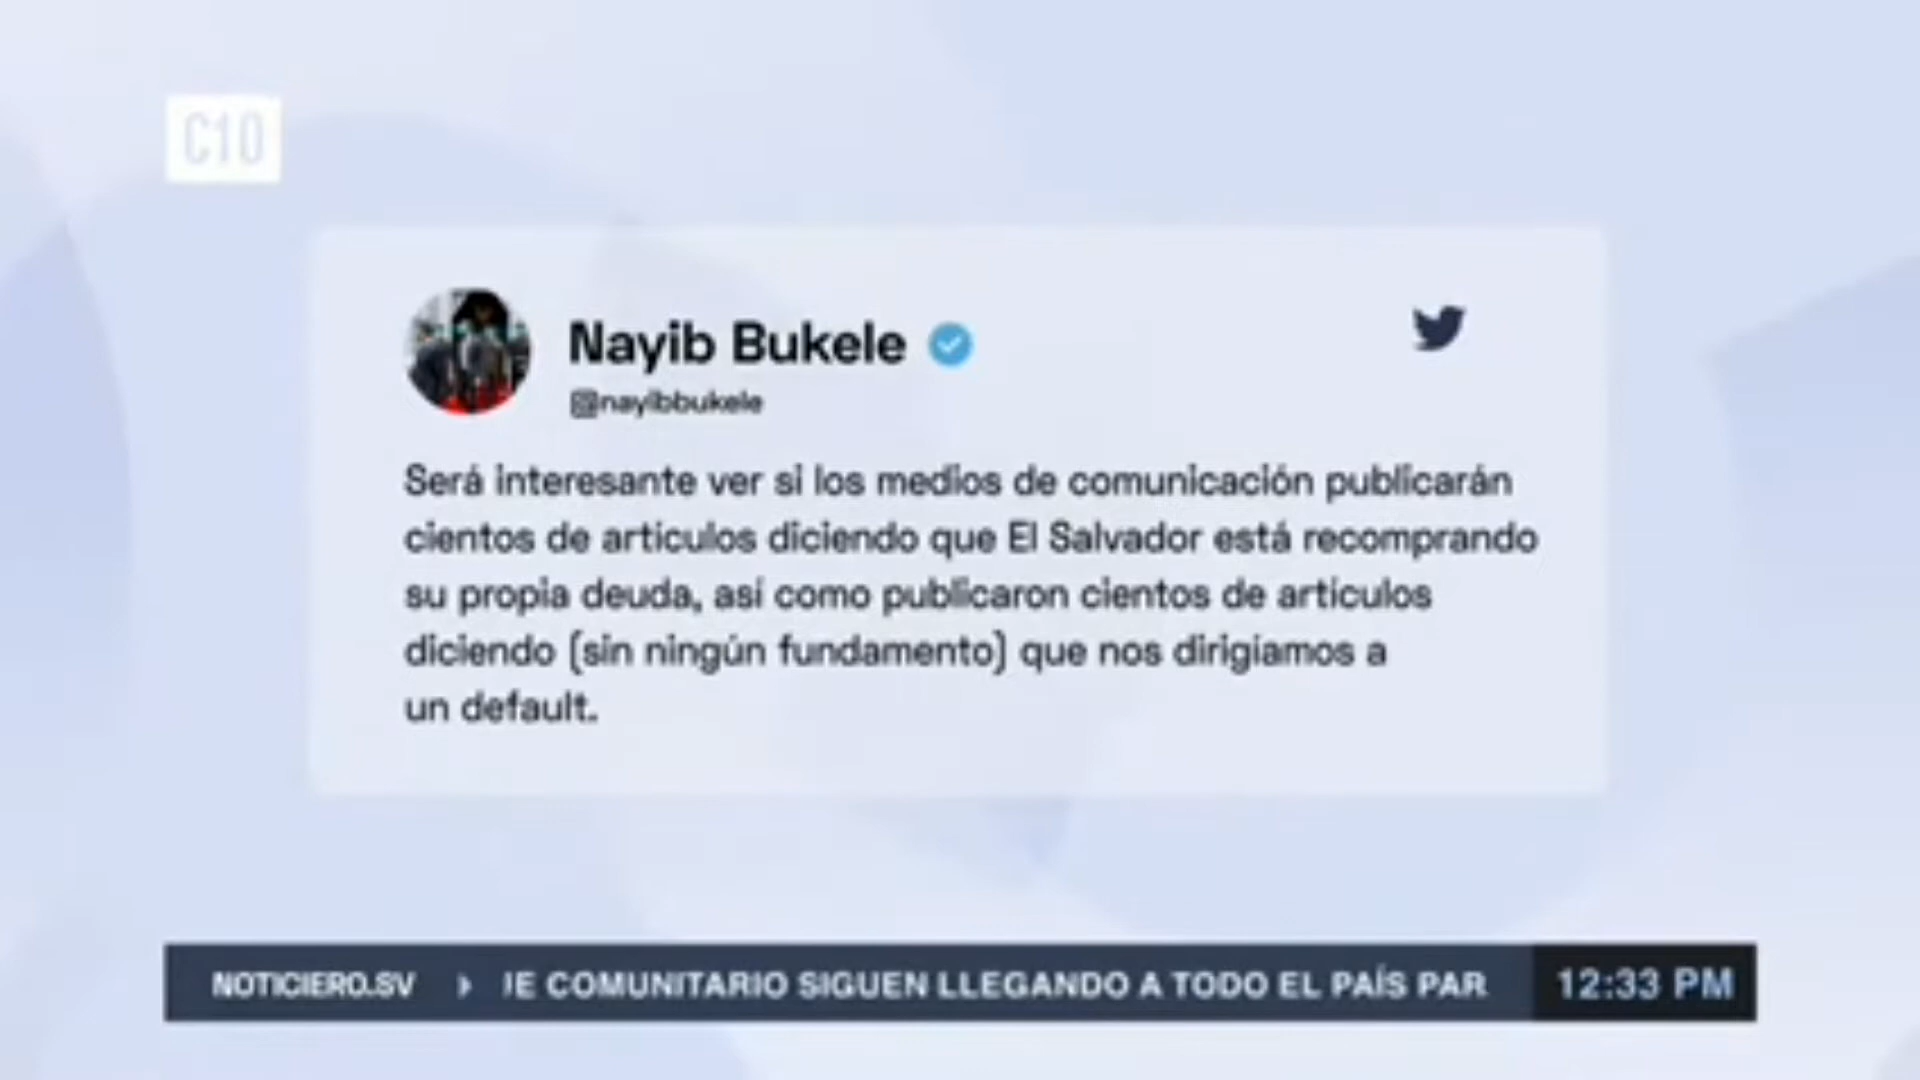 C10
Nayib Bukele
@nayibbukele
Será interesante ver si los medios de comunicación publicarán
cientos de artículos diciendo que El Salvador está recomprando
su propia deuda, así como publicaron cientos de artículos
diciendo (sin ningún fundamento) que nos dirigíamos a
un default.
NOTICIERO.SV › COMUNITARIO SIGUEN LLEGANDO A TODO EL PAÍS PAR
12:33 PM